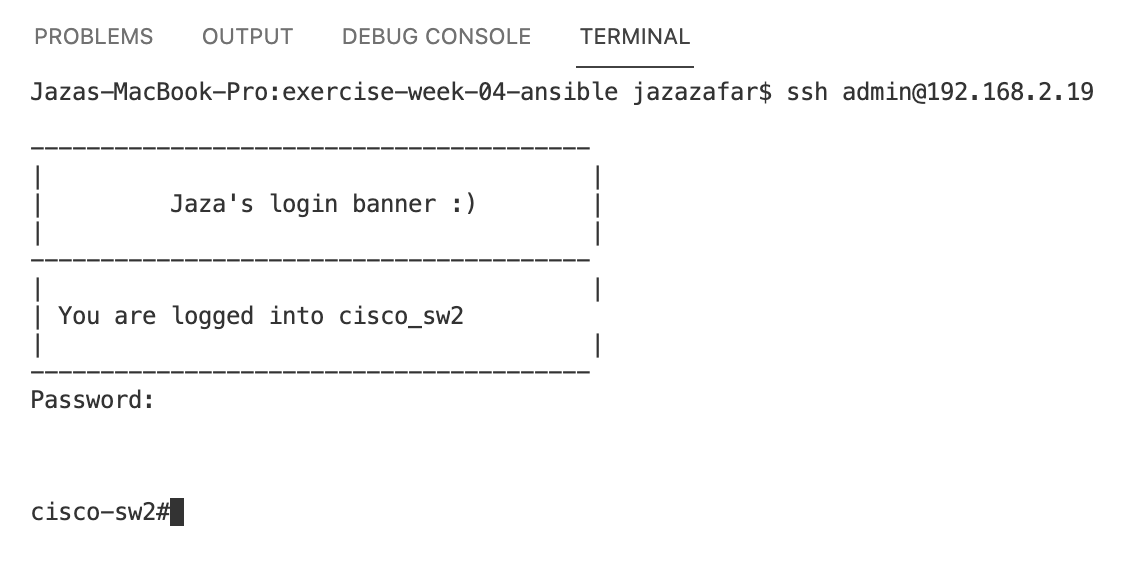 PROBLEMS OUTPUT DEBUG CONSOLE TERMINAL
Jazas-MacBook-Pro:exercise-week-04-ansible jazazafar$ ssh admin@192.168.2.19
----------------------------------------
|                                       |
|         Jaza's login banner :)        |
|                                       |
----------------------------------------
|                                       |
| You are logged into cisco_sw2
|                                       |
----------------------------------------
Password:
cisco-sw2#